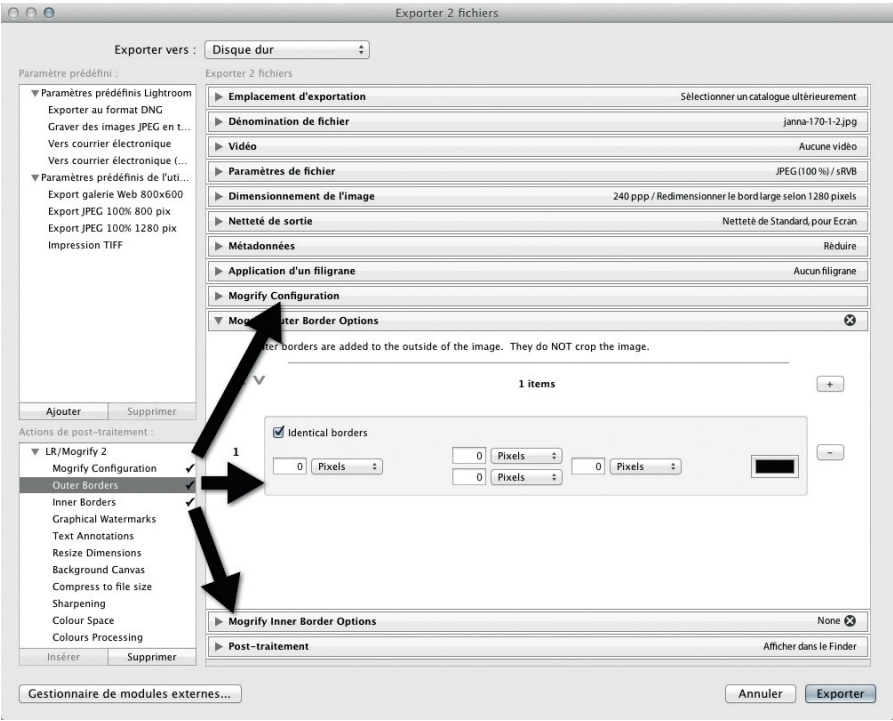 Exporter 2 fichiers
Exporter vers : Disque dur
Paramètre prédéfini :
▼ Paramètres prédéfinis Lightroom
Exporter au format DNG
Graver des images JPEG en t...
Vers courrier électronique
Vers courrier électronique (...
▼ Paramètres prédéfinis de l'uti...
Export galerie Web 800x600
Export JPEG 100% 800 pix
Export JPEG 100% 1280 pix
Impression TIFF
Ajouter Supprimer
Actions de post-traitement :
▼ LR/Mogrify 2
Mogrify Configuration ✓
Outer Borders ✓
Inner Borders ✓
Graphical Watermarks
Text Annotations
Resize Dimensions
Background Canvas
Compress to file size
Sharpening
Colour Space
Colours Processing
Insérer Supprimer
Exporter 2 fichiers
▶ Emplacement d'exportation Sèlectionner un catalogue ultèrieurement
▶ Dénomination de fichier janna-170-1-2.jpg
▶ Vidéo Aucune vidèo
▶ Paramètres de fichier JPEG (100 %) / sRVB
▶ Dimensionnement de l'image 240 ppp / Redimensionner le bord large selon 1280 pixels
▶ Netteté de sortie Nettetè de Standard, pour Ecran
▶ Métadonnées Rèduire
▶ Application d'un filigrane Aucun filigrane
▶ Mogrify Configuration
▼ Outer Border Options
borders are added to the outside of the image. They do NOT crop the image.
1 items +
1 Identical borders -
0 Pixels 0 Pixels 0 Pixels
0 Pixels
▶ Mogrify Inner Border Options None
▶ Post-traitement Afficher dans le Finder
Gestionnaire de modules externes... Annuler Exporter